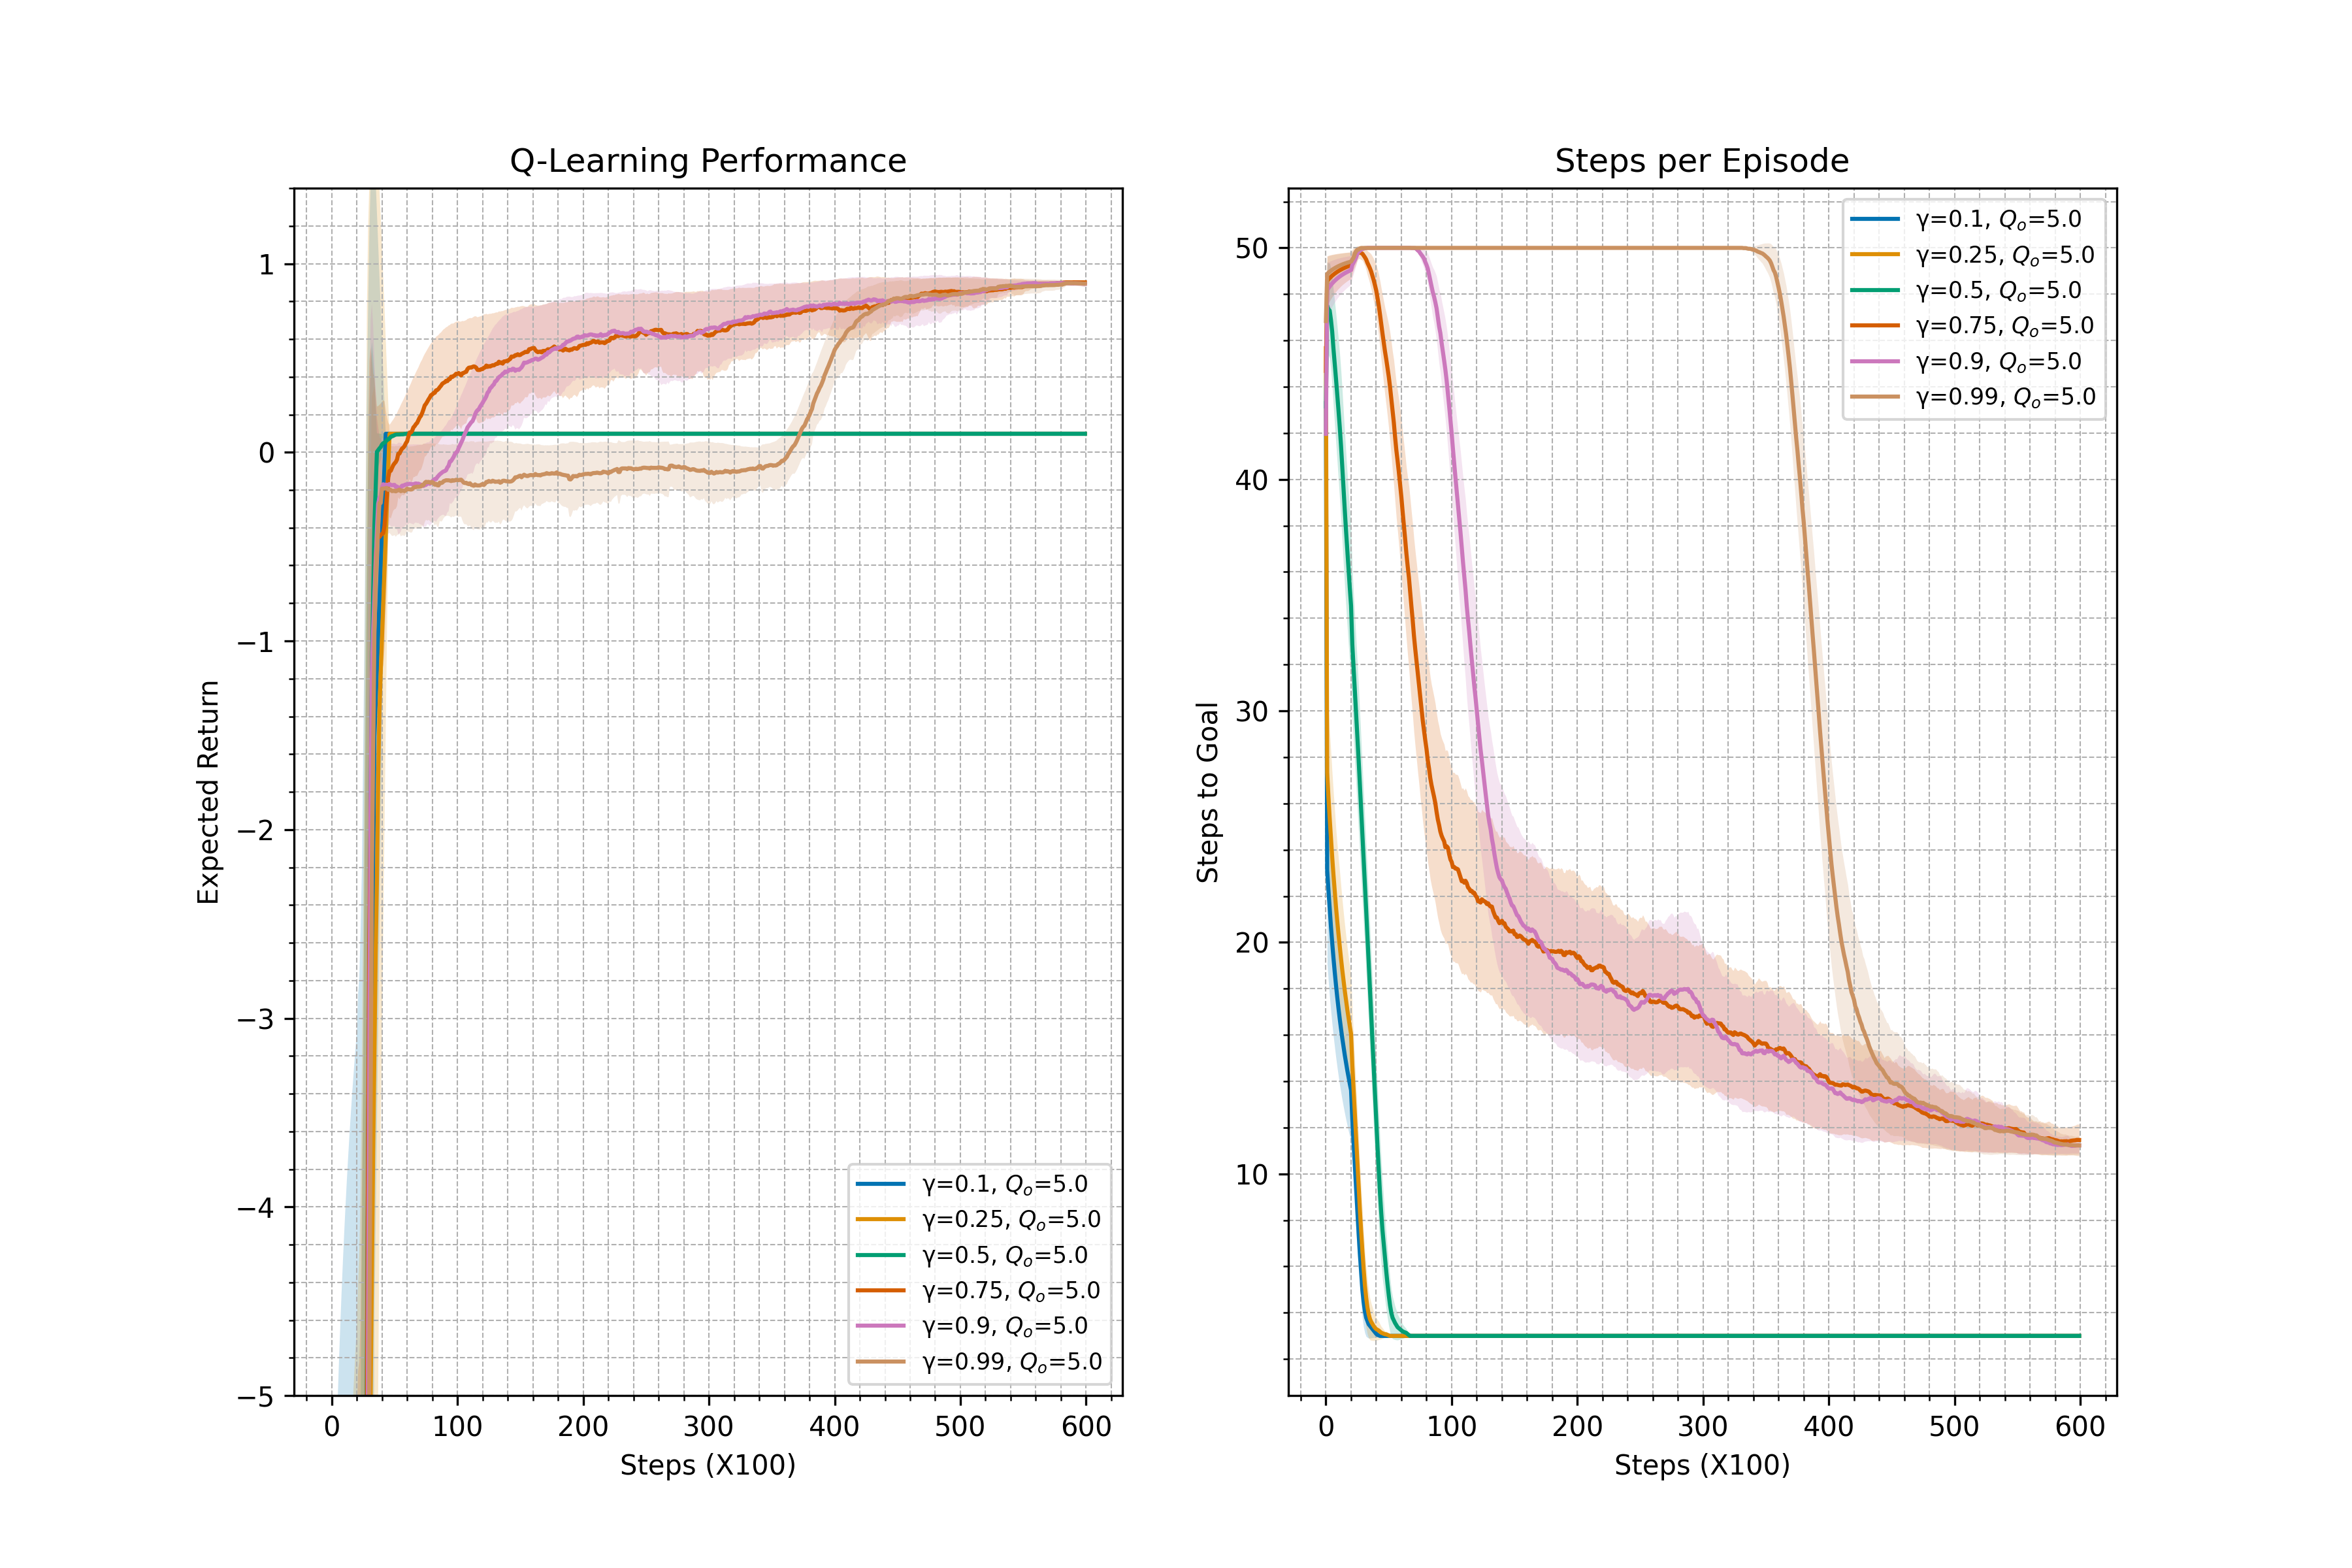 Q-Learning Performance
Expected Return
1
0
−1
−2
−3
−4
−5
γ=0.1, Qo=5.0
γ=0.25, Qo=5.0
γ=0.5, Qo=5.0
γ=0.75, Qo=5.0
γ=0.9, Qo=5.0
γ=0.99, Qo=5.0
0 100 200 300 400 500 600
Steps (X100)
Steps per Episode
Steps to Goal
50
40
30
20
10
γ=0.1, Qo=5.0
γ=0.25, Qo=5.0
γ=0.5, Qo=5.0
γ=0.75, Qo=5.0
γ=0.9, Qo=5.0
γ=0.99, Qo=5.0
0 100 200 300 400 500 600
Steps (X100)